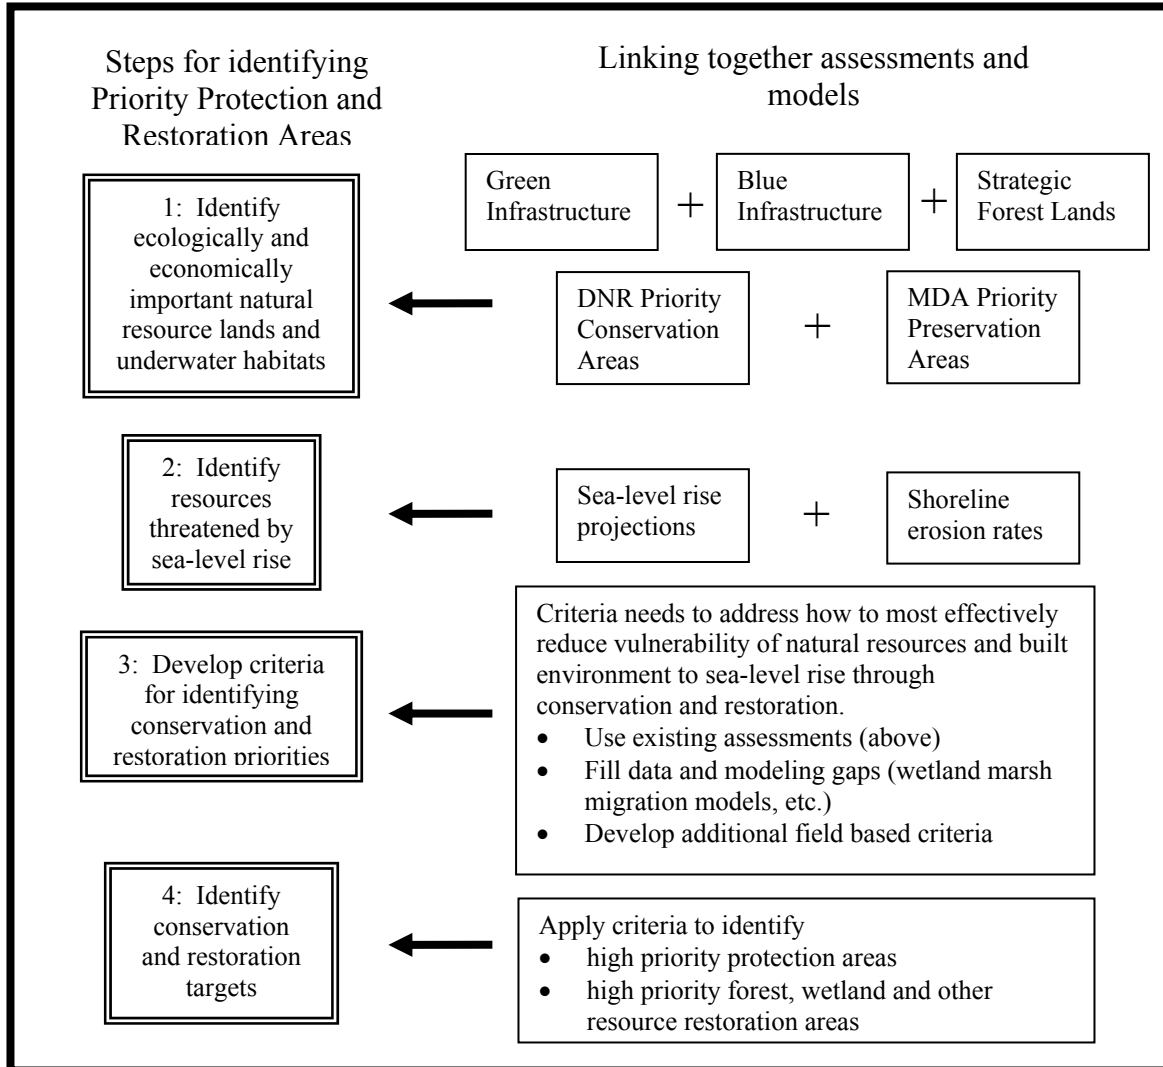 Steps for identifying
Priority Protection and
Restoration Areas
Linking together assessments and
models
1: Identify
ecologically and
economically
important natural
resource lands and
underwater habitats
Green
Infrastructure
+
Blue
Infrastructure
+
Strategic
Forest Lands
DNR Priority
Conservation
Areas
+
MDA Priority
Preservation
Areas
2: Identify
resources
threatened by
sea-level rise
Sea-level rise
projections
+
Shoreline
erosion rates
3: Develop criteria
for identifying
conservation and
restoration priorities
Criteria needs to address how to most effectively
reduce vulnerability of natural resources and built
environment to sea-level rise through
conservation and restoration.
• Use existing assessments (above)
• Fill data and modeling gaps (wetland marsh
migration models, etc.)
• Develop additional field based criteria
4: Identify
conservation
and restoration
targets
Apply criteria to identify
• high priority protection areas
• high priority forest, wetland and other
resource restoration areas